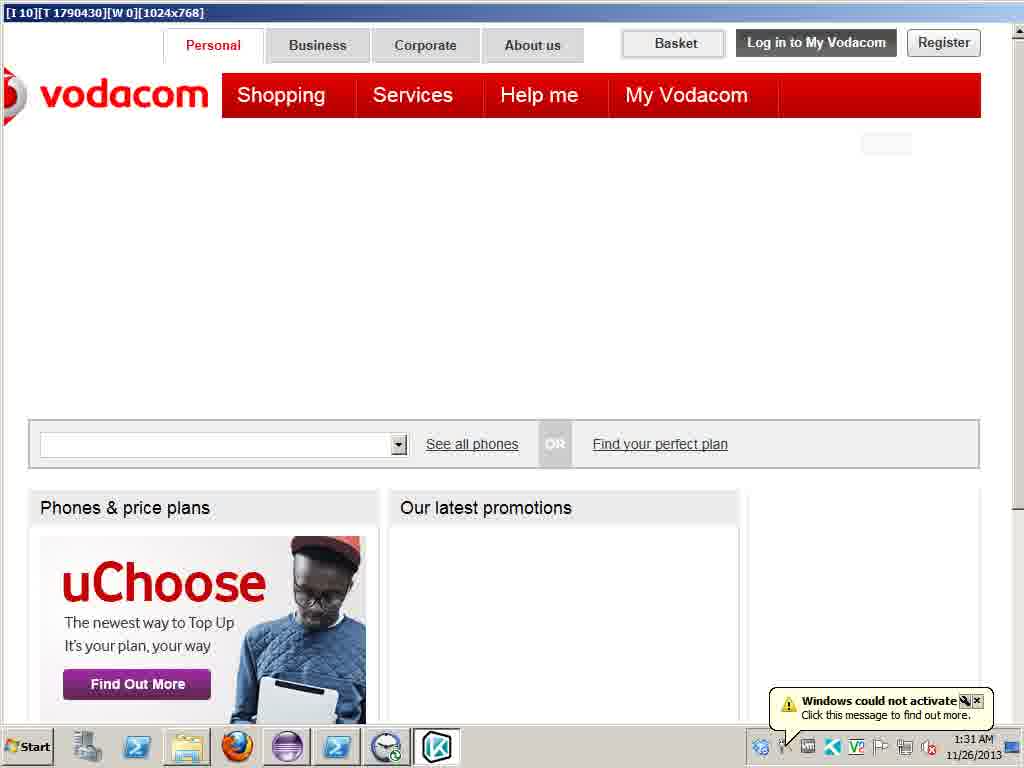 [I 10][T 1790430][W 0][1024x768]
Personal
Business
Corporate
About us
Basket
Log in to My Vodacom
Register
vodacom
Shopping
Services
Help me
My Vodacom
See all phones
OR
Find your perfect plan
Phones & price plans
Our latest promotions
uChoose
The newest way to Top Up
It's your plan, your way
Find Out More
Windows could not activate
Click this message to find out more.
Start
1:31 AM
11/26/2013